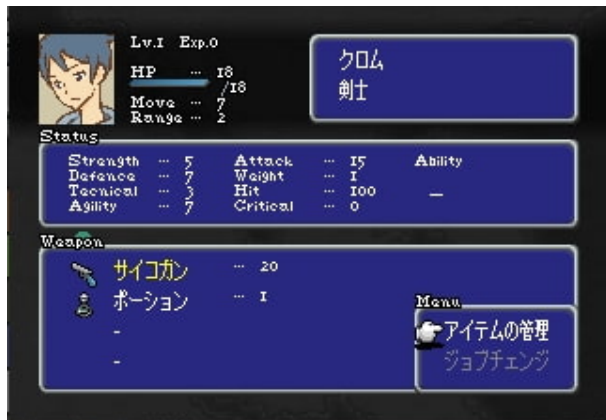 Lv.1 Exp.0
HP … 18
/18
Move … 7
Range … 2
クロム
剣士
Status
Strength … 5 Attack … 15 Ability
Defence … 7 Weight … 1
Tecnical … 3 Hit … 100 —
Agility … 7 Critical … 0
Weapon
サイコガン … 20
ポーション … 1
-
-
Menu
アイテムの管理
ジョブチェンジ